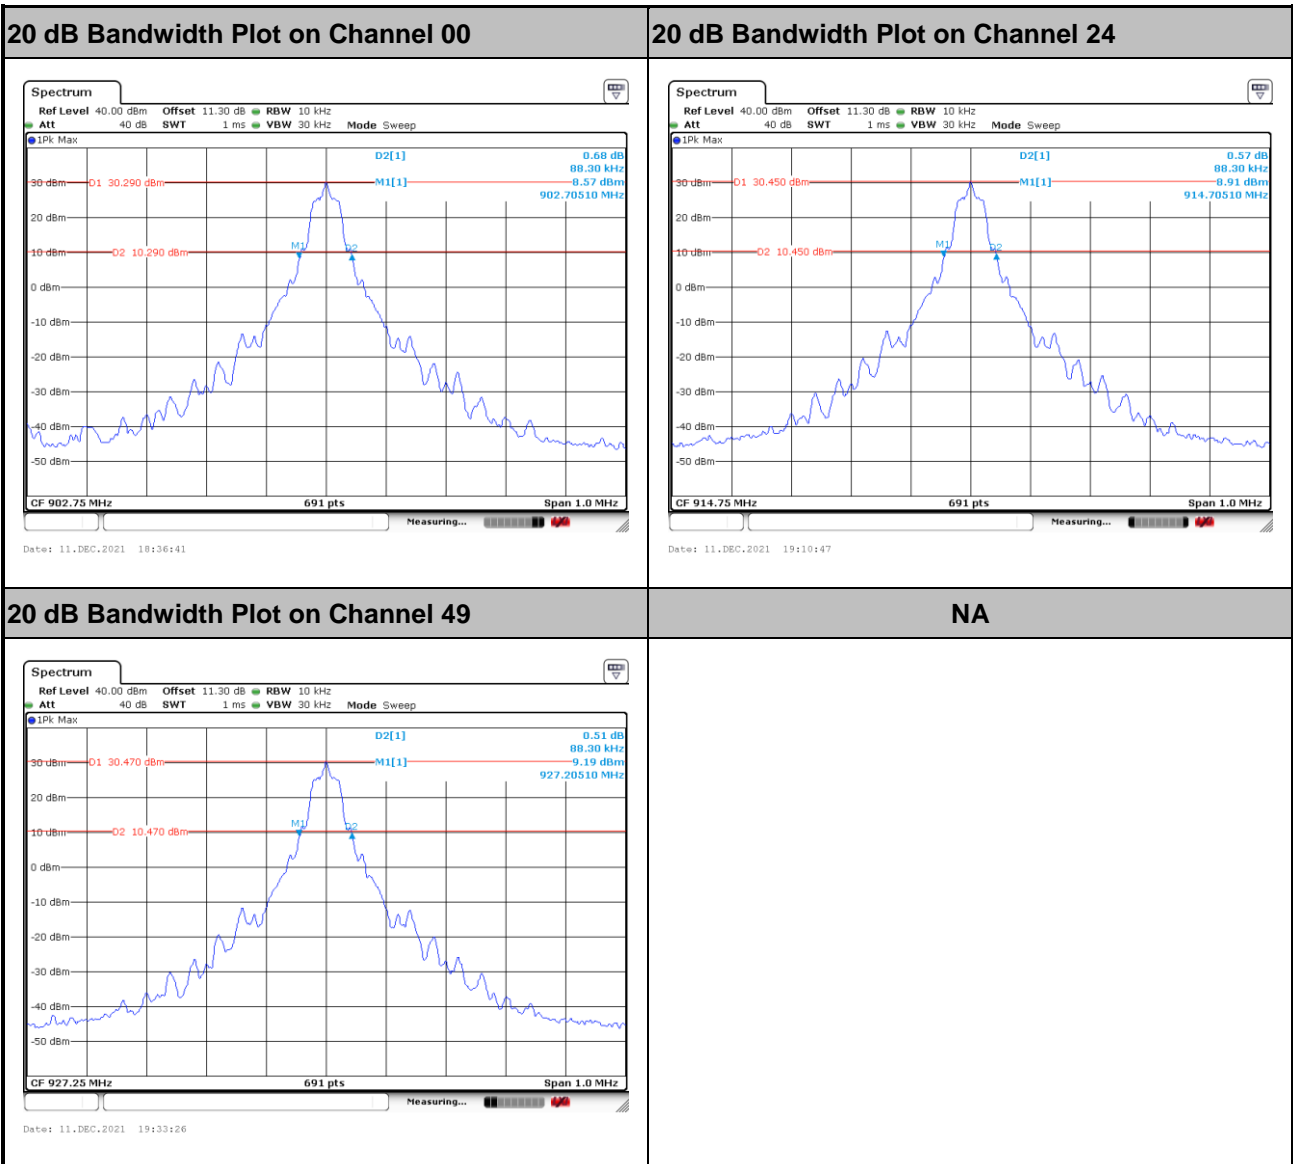 20 dB Bandwidth Plot on Channel 00
20 dB Bandwidth Plot on Channel 24
Spectrum
Ref Level 40.00 dBm Offset 11.30 dB RBW 10 kHz
Att 40 dB SWT 1 ms VBW 30 kHz Mode Sweep
1Pk Max
D2[1] 0.68 dB
88.30 kHz
30 dBm D1 30.290 dBm M1[1] 8.57 dBm
902.70510 MHz
20 dBm
M1
D2
10 dBm D2 10.290 dBm
0 dBm
-10 dBm
-20 dBm
-30 dBm
-40 dBm
-50 dBm
CF 902.75 MHz 691 pts Span 1.0 MHz
Measuring...
Date: 11.DEC.2021 18:36:41
Spectrum
Ref Level 40.00 dBm Offset 11.30 dB RBW 10 kHz
Att 40 dB SWT 1 ms VBW 30 kHz Mode Sweep
1Pk Max
D2[1] 0.57 dB
88.30 kHz
30 dBm D1 30.450 dBm M1[1] 8.91 dBm
914.70510 MHz
20 dBm
M1
D2
10 dBm D2 10.450 dBm
0 dBm
-10 dBm
-20 dBm
-30 dBm
-40 dBm
-50 dBm
CF 914.75 MHz 691 pts Span 1.0 MHz
Measuring...
Date: 11.DEC.2021 19:10:47
20 dB Bandwidth Plot on Channel 49
NA
Spectrum
Ref Level 40.00 dBm Offset 11.30 dB RBW 10 kHz
Att 40 dB SWT 1 ms VBW 30 kHz Mode Sweep
1Pk Max
D2[1] 0.51 dB
88.30 kHz
30 dBm D1 30.470 dBm M1[1] 9.19 dBm
927.20510 MHz
20 dBm
M1
D2
10 dBm D2 10.470 dBm
0 dBm
-10 dBm
-20 dBm
-30 dBm
-40 dBm
-50 dBm
CF 927.25 MHz 691 pts Span 1.0 MHz
Measuring...
Date: 11.DEC.2021 19:33:26